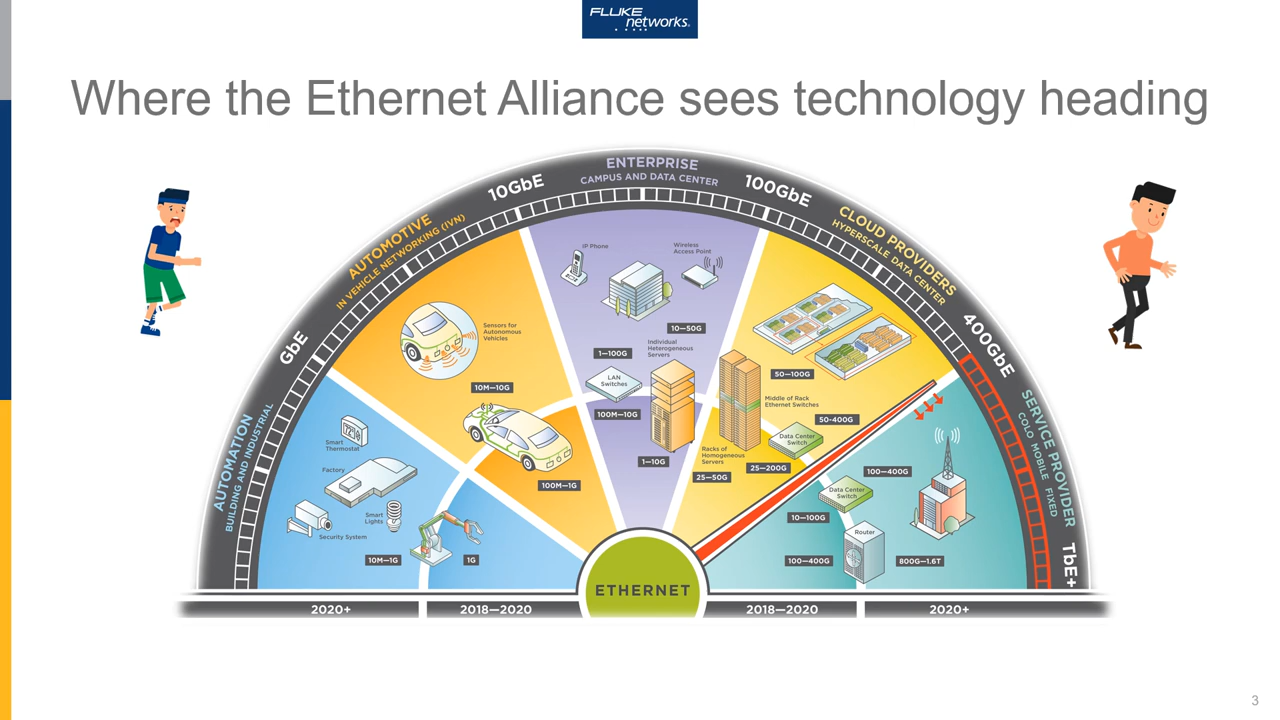 FLUKE
networks®
Where the Ethernet Alliance sees technology heading
ENTERPRISE
CAMPUS AND DATA CENTER
10GbE
100GbE
AUTOMOTIVE
IN VEHICLE NETWORKING (IVN)
CLOUD PROVIDERS
HYPERSCALE DATA CENTER
GbE
400GbE
AUTOMATION
BUILDING AND INDUSTRIAL
SERVICE PROVIDER
COLO MOBILE FIXED
TbE+
IP Phone
Wireless
Access Point
10—50G
Individual
Heterogeneous
Servers
1—100G
LAN
Switches
100M—10G
1—10G
Sensors for
Autonomous
Vehicles
10M—10G
100M—1G
50—100G
Middle of Rack
Ethernet Switches
50-400G
Data Center
Switch
Racks of
Homogeneous
Servers
25—200G
25—50G
Smart
Thermostat
72°
Factory
Smart
Lights
Security System
10M—1G
1G
100—400G
Data Center
Switch
10—100G
Router
100—400G
800G—1.6T
ETHERNET
2020+
2018—2020
2018—2020
2020+
3